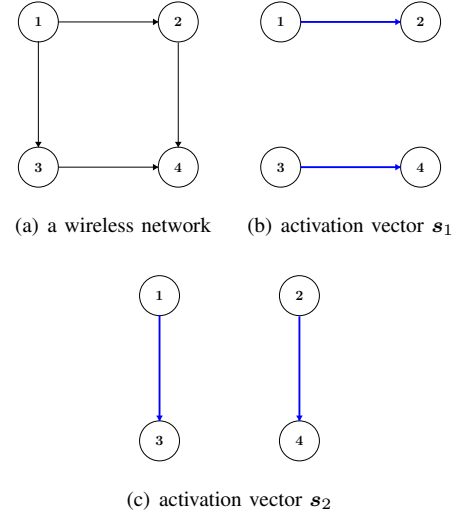 1 2 1 2
3 4 3 4
(a) a wireless network (b) activation vector s1
1 2
3 4
(c) activation vector s2